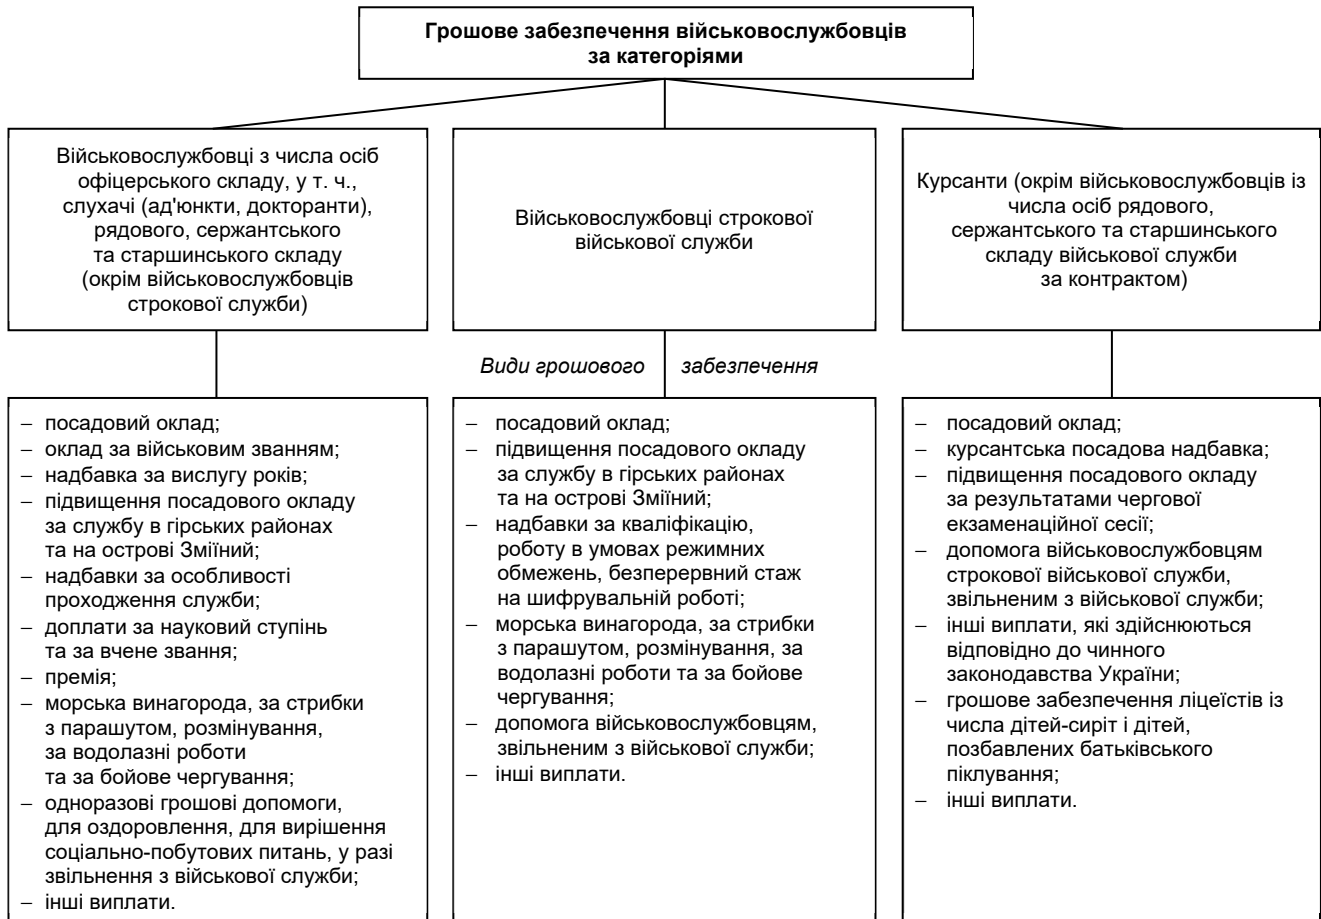 Грошове забезпечення військовослужбовців
за категоріями
Військовослужбовці з числа осіб
офіцерського складу, у т. ч.,
слухачі (ад'юнкти, докторанти),
рядового, сержантського
та старшинського складу
(окрім військовослужбовців
строкової служби)
Військовослужбовці строкової
військової служби
Курсанти (окрім військовослужбовців із
числа осіб рядового,
сержантського та старшинського
складу військової служби
за контрактом)
Види грошового забезпечення
– посадовий оклад;
– оклад за військовим званням;
– надбавка за вислугу років;
– підвищення посадового окладу
за службу в гірських районах
та на острові Зміїний;
– надбавки за особливості
проходження служби;
– доплати за науковий ступінь
та за вчене звання;
– премія;
– морська винагорода, за стрибки
з парашутом, розмінування,
за водолазні роботи
та за бойове чергування;
– одноразові грошові допомоги,
для оздоровлення, для вирішення
соціально-побутових питань, у разі
звільнення з військової служби;
– інші виплати.
– посадовий оклад;
– підвищення посадового окладу
за службу в гірських районах
та на острові Зміїний;
– надбавки за кваліфікацію,
роботу в умовах режимних
обмежень, безперервний стаж
на шифрувальній роботі;
– морська винагорода, за стрибки
з парашутом, розмінування, за
водолазні роботи та за бойове
чергування;
– допомога військовослужбовцям,
звільненим з військової служби;
– інші виплати.
– посадовий оклад;
– курсантська посадова надбавка;
– підвищення посадового окладу
за результатами чергової
екзаменаційної сесії;
– допомога військовослужбовцям
строкової військової служби,
звільненим з військової служби;
– інші виплати, які здійснюються
відповідно до чинного
законодавства України;
– грошове забезпечення ліцеїстів із
числа дітей-сиріт і дітей,
позбавлених батьківського
піклування;
– інші виплати.